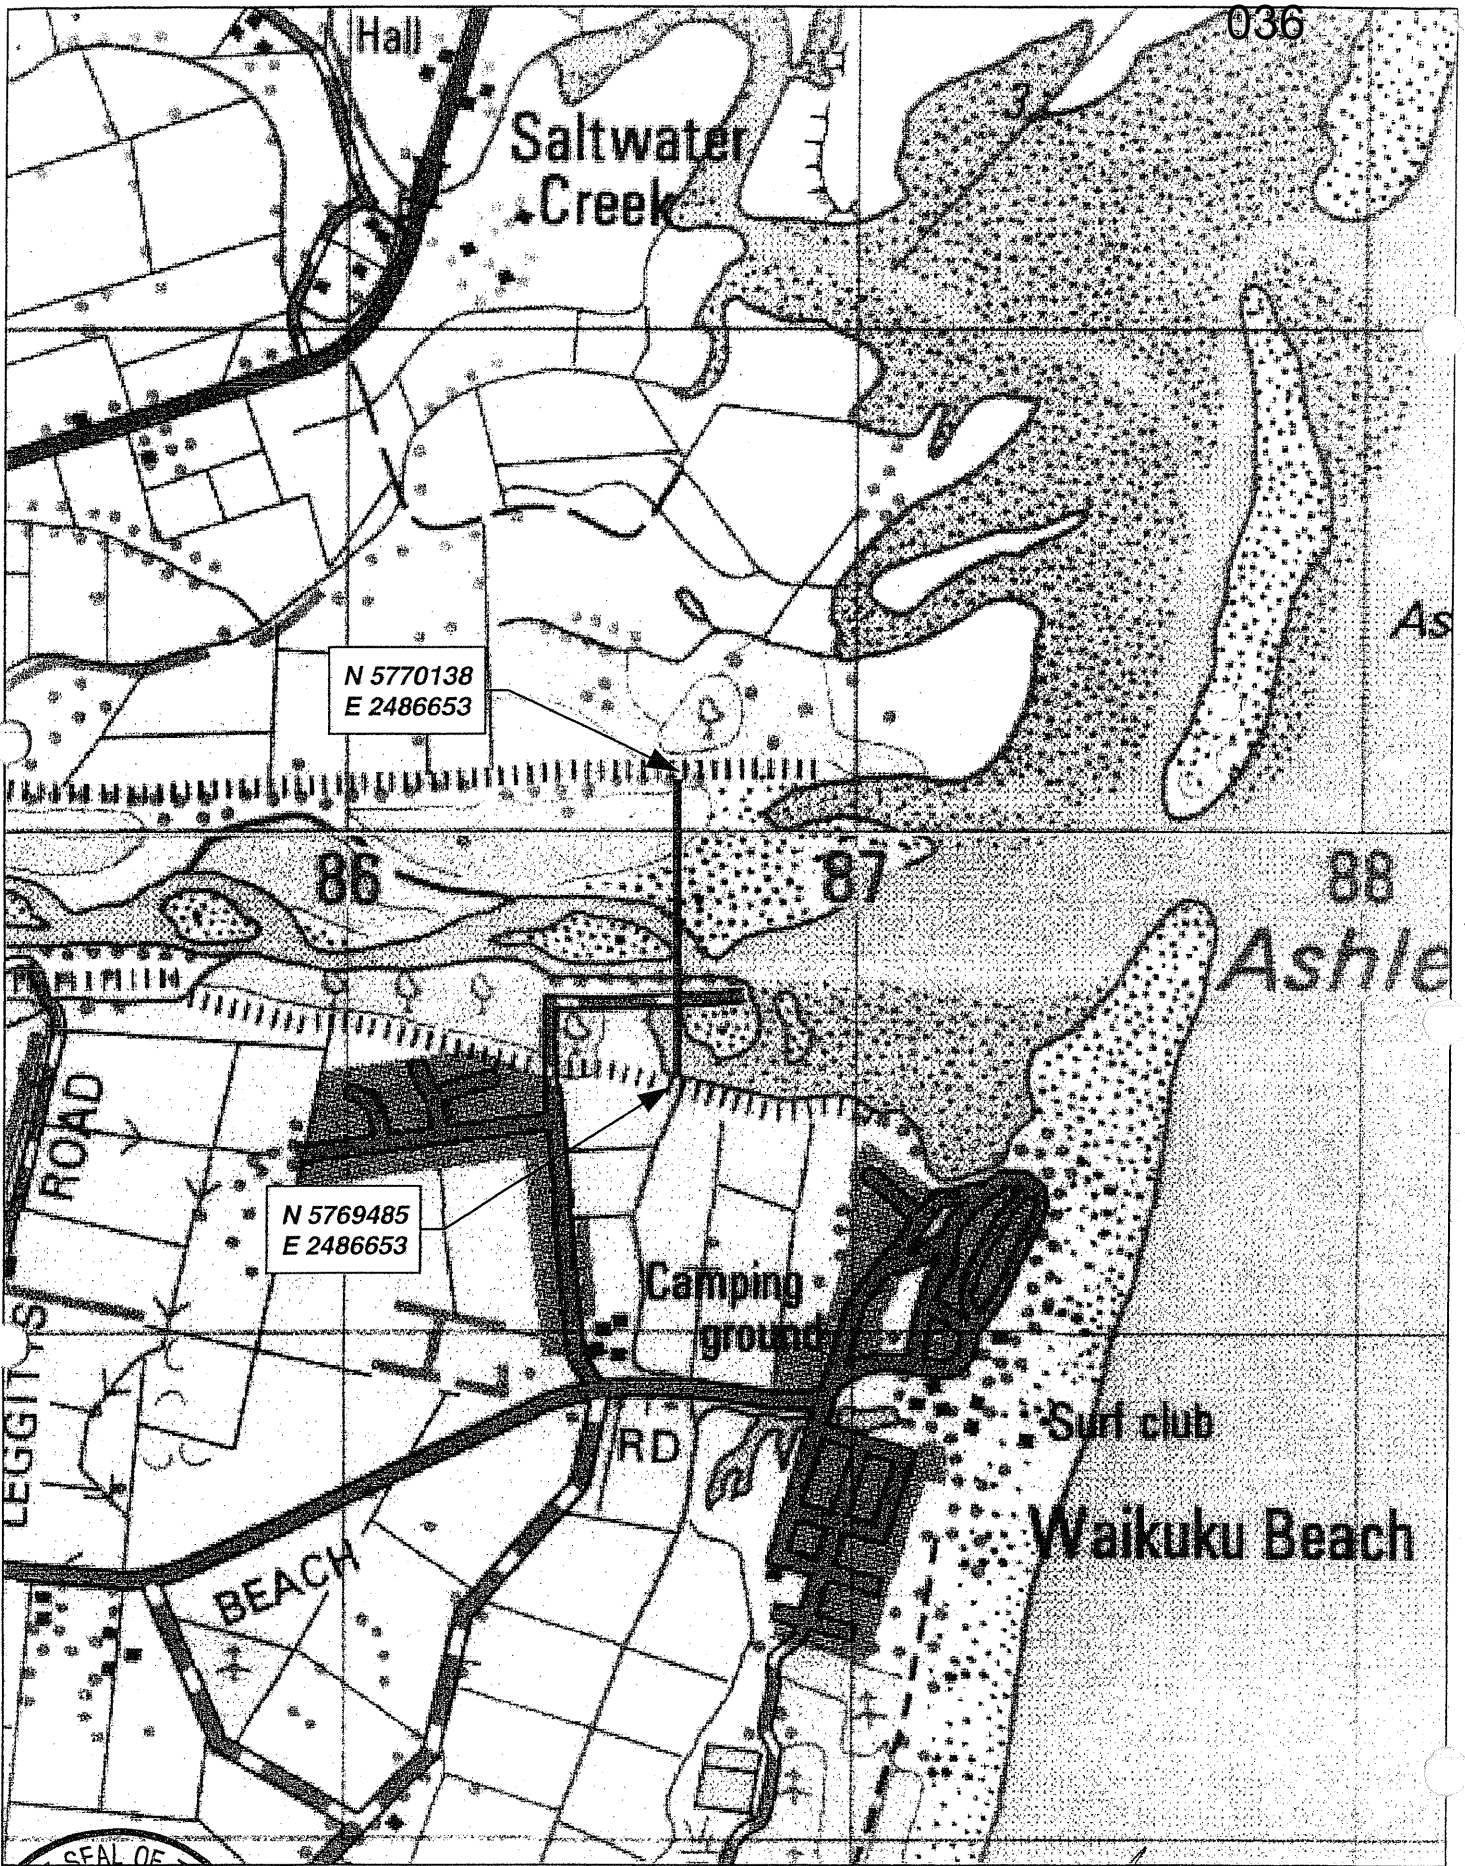 036
Hall
3
Saltwater
Creek
As
N 5770138
E 2486653
86
87
88
Ashle
ROAD
N 5769485
E 2486653
Camping
ground
LEGGITTS
Surf club
RD
Waikuku Beach
BEACH
SEAL OF